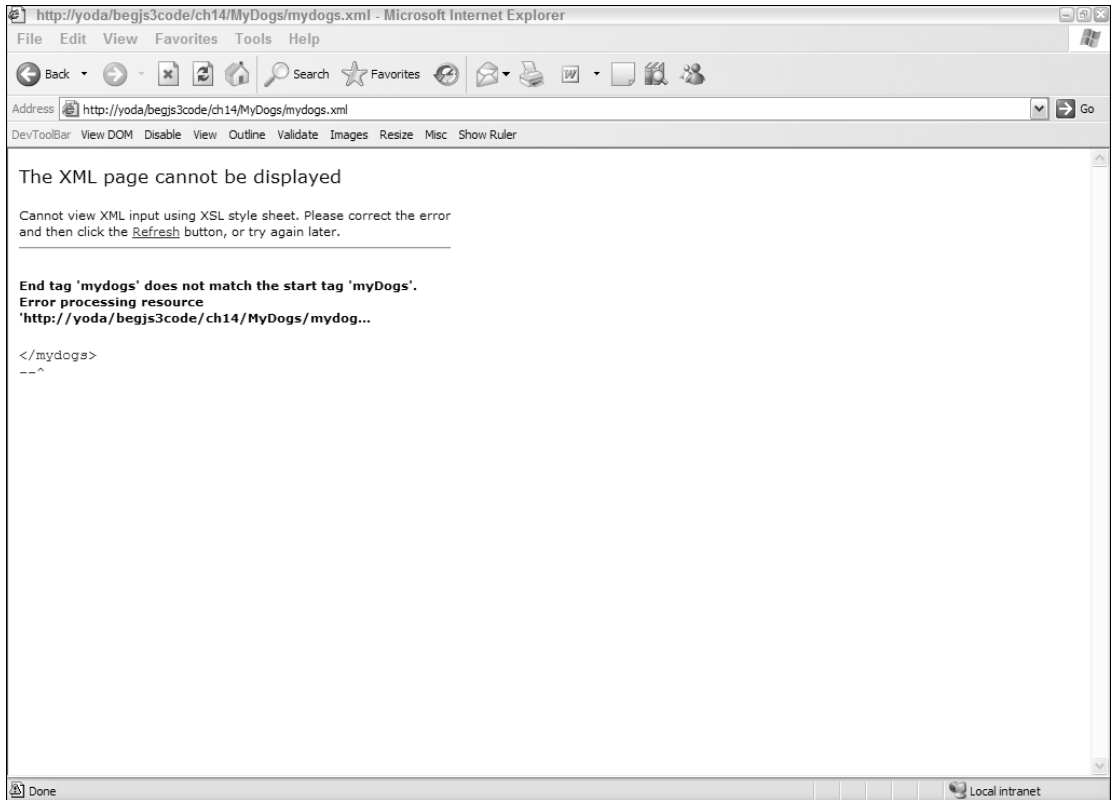 http://yoda/begjs3code/ch14/MyDogs/mydogs.xml - Microsoft Internet Explorer
File Edit View Favorites Tools Help
Back Search Favorites W
Address http://yoda/begjs3code/ch14/MyDogs/mydogs.xml Go
DevToolBar View DOM Disable View Outline Validate Images Resize Misc Show Ruler
The XML page cannot be displayed
Cannot view XML input using XSL style sheet. Please correct the error
and then click the Refresh button, or try again later.
End tag 'mydogs' does not match the start tag 'myDogs'.
Error processing resource
'http://yoda/begjs3code/ch14/MyDogs/mydog...
</mydogs>
--^
Done Local intranet